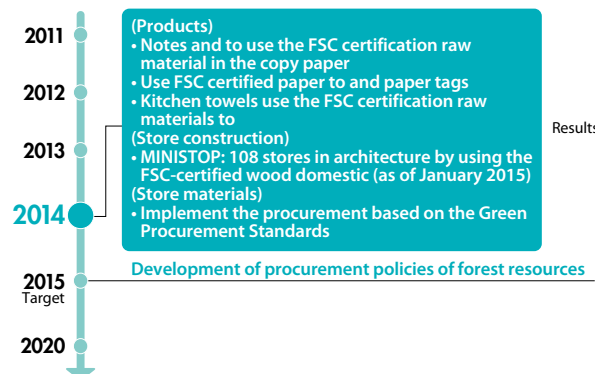 2011
2012
2013
2014
2015
Target
2020
(Products)
• Notes and to use the FSC certification raw
material in the copy paper
• Use FSC certified paper to and paper tags
• Kitchen towels use the FSC certification raw
materials to
(Store construction)
• MINISTOP: 108 stores in architecture by using the
FSC-certified wood domestic (as of January 2015)
(Store materials)
• Implement the procurement based on the Green
Procurement Standards
Results
Development of procurement policies of forest resources